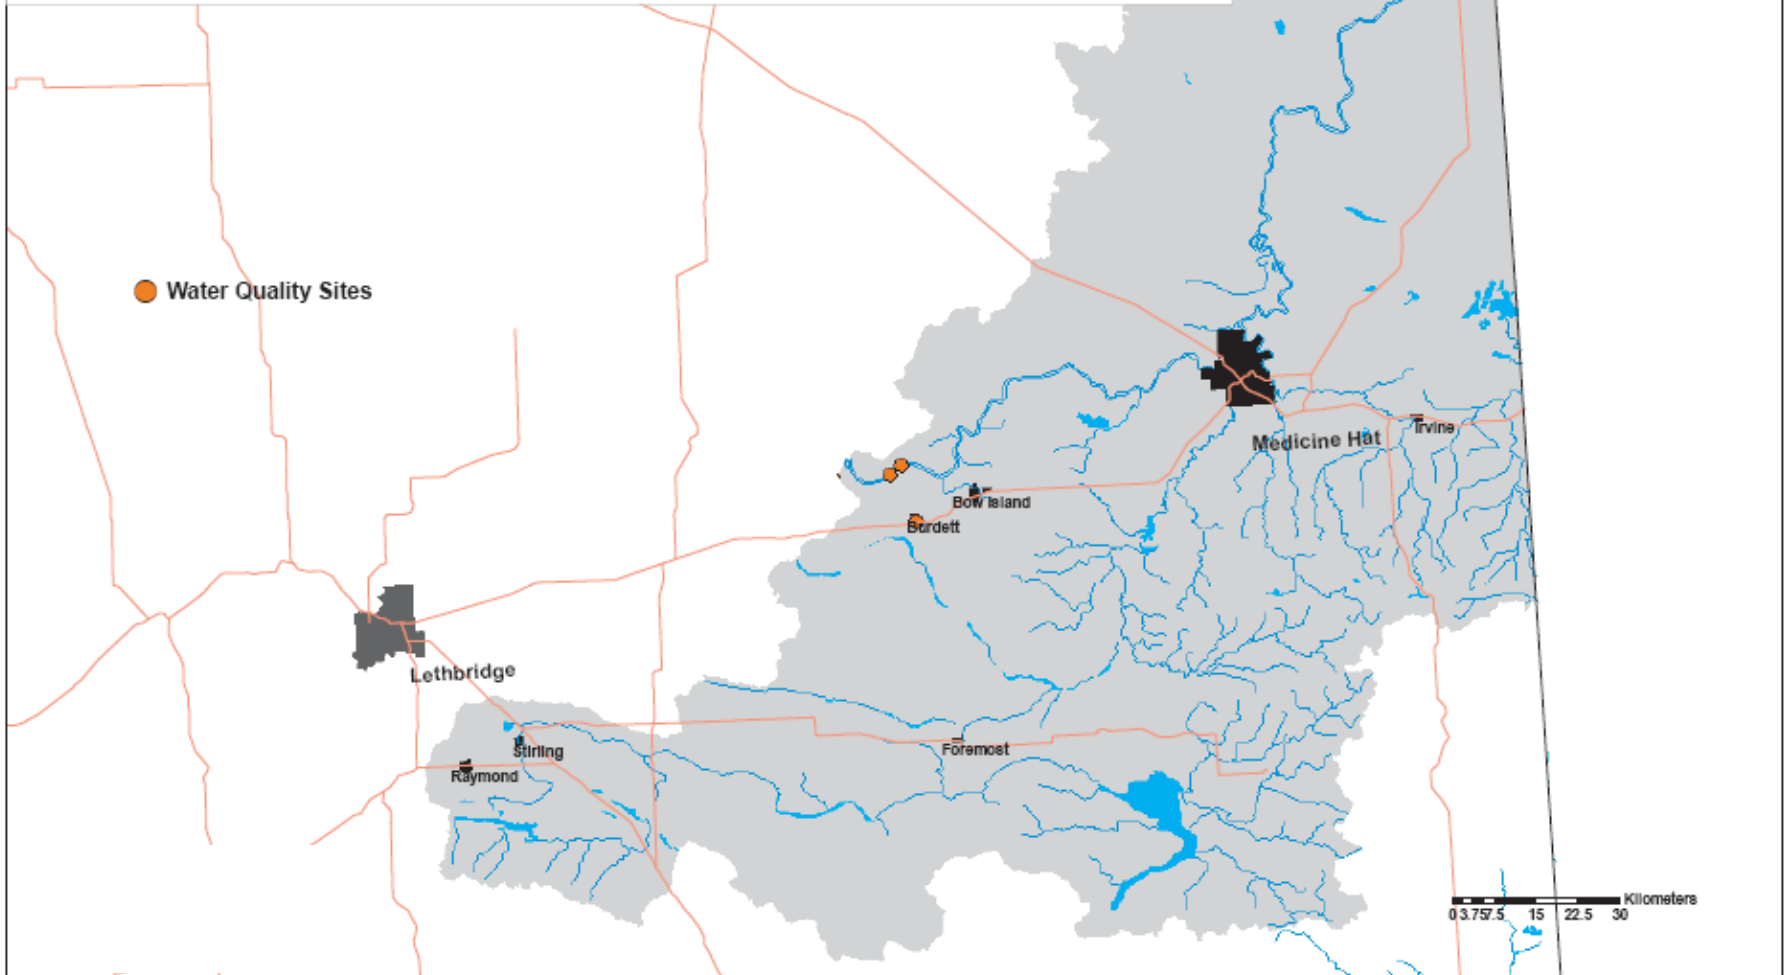 Water Quality Sites
Medicine Hat
Irvine
Bow Island
Burdett
Lethbridge
Stirling
Foremost
Raymond
Kilometers
0 3.75 7.5 15 22.5 30